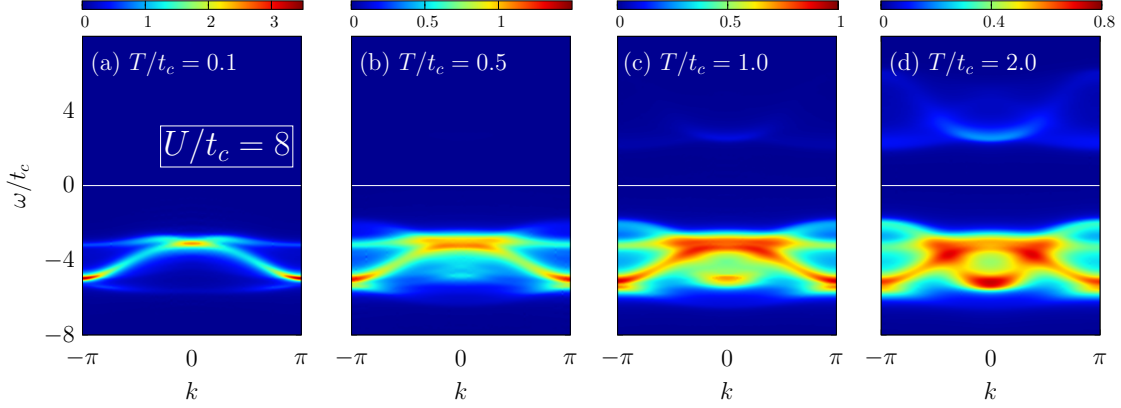 0 1 2 3
0 0.5 1
0 0.5 1
0 0.4 0.8
(a) T/t_c = 0.1
(b) T/t_c = 0.5
(c) T/t_c = 1.0
(d) T/t_c = 2.0
U/t_c = 8
ω/t_c
4
0
−4
−8
−π 0 π
−π 0 π
−π 0 π
−π 0 π
k
k
k
k